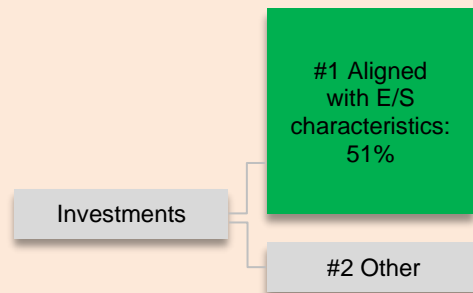 #1 Aligned
with E/S
characteristics:
51%
Investments
#2 Other